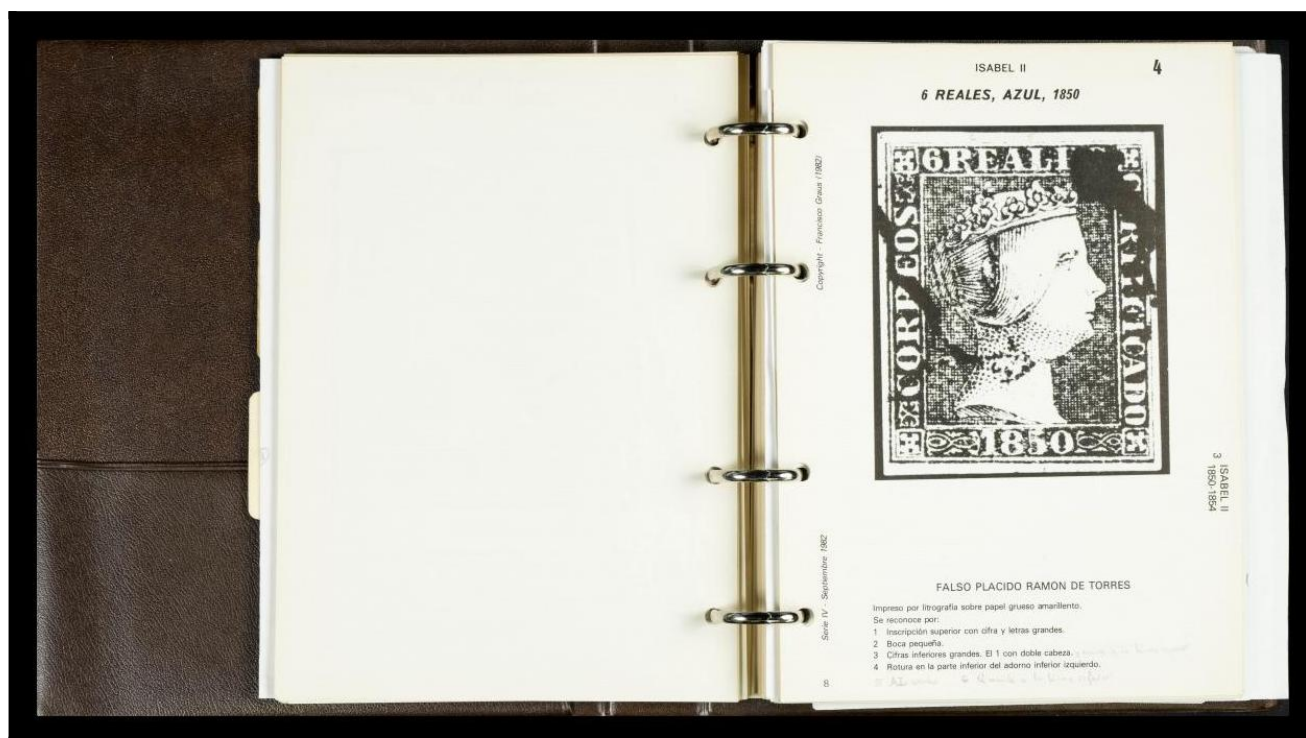 ISABEL II
4
6 REALES, AZUL, 1850
Copyright - Francisco Graus (1982)
6REALE
CORREOS
CERTIFICADO
1850
3 ISABEL II
1850-1854
Serie IV - Septiembre 1982
FALSO PLACIDO RAMON DE TORRES
Impreso por litografía sobre papel grueso amarillento.
Se reconoce por:
1 Inscripción superior con cifra y letras grandes.
2 Boca pequeña.
3 Cifras inferiores grandes. El 1 con doble cabeza.
4 Rotura en la parte inferior del adorno inferior izquierdo.
8